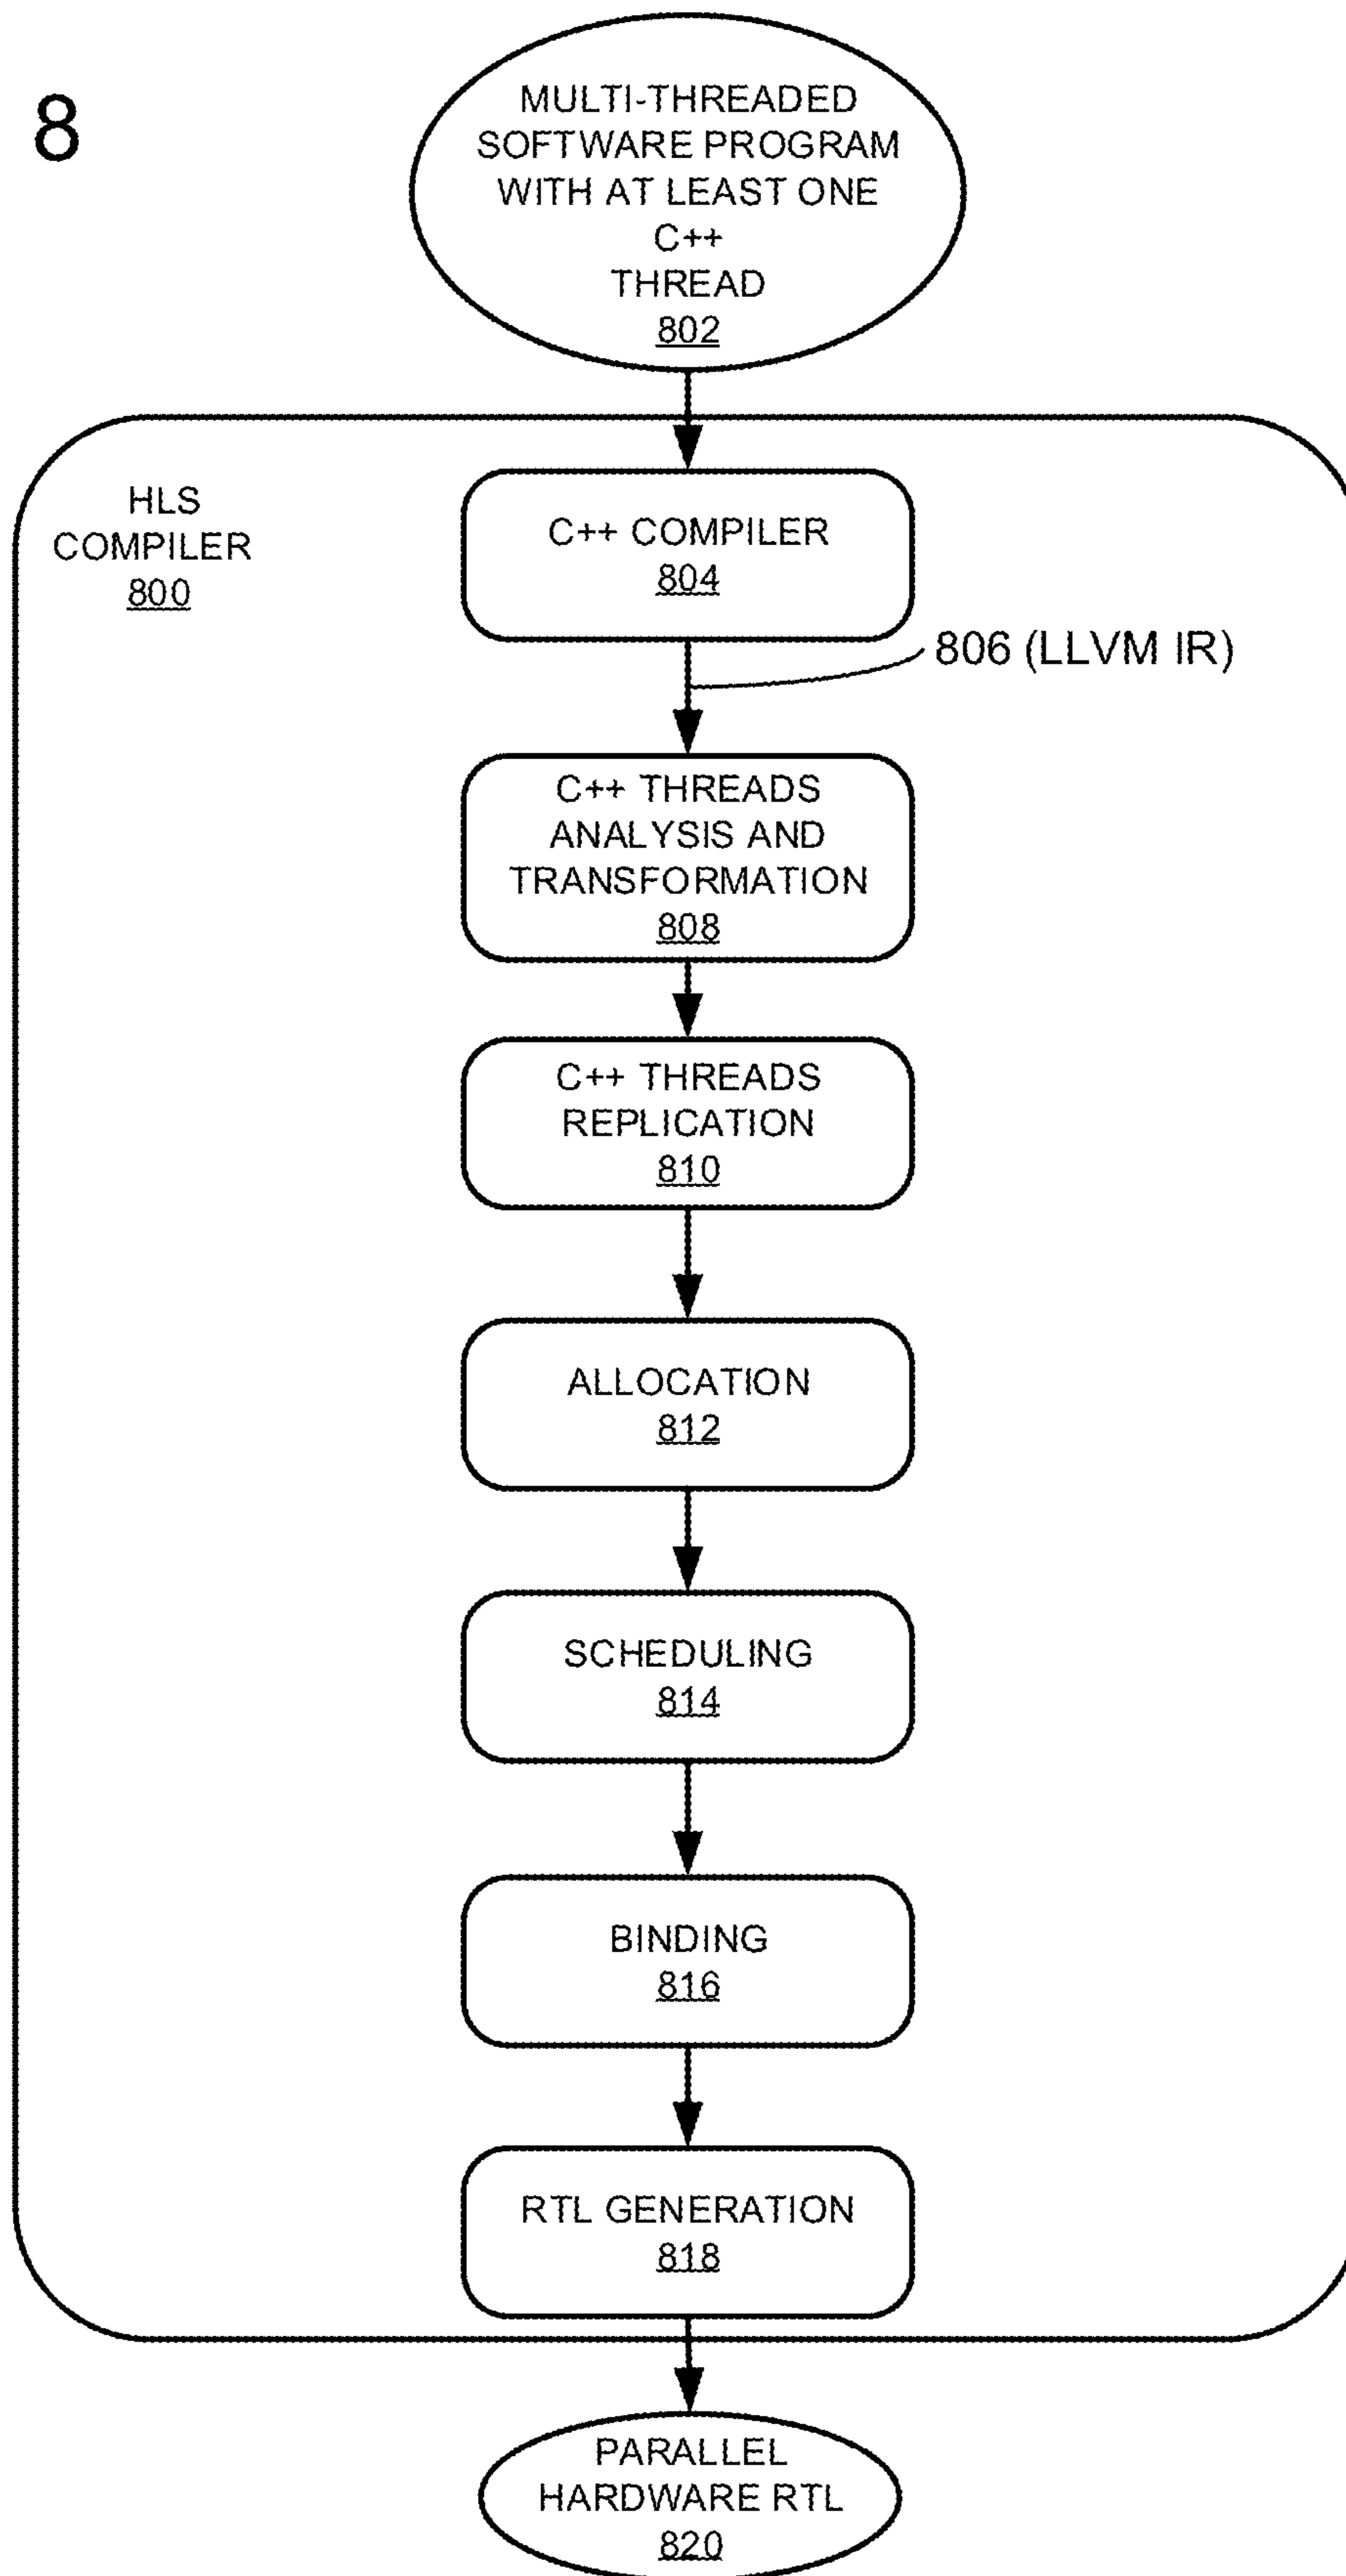 8
MULTI-THREADED
SOFTWARE PROGRAM
WITH AT LEAST ONE
C++
THREAD
802
HLS
COMPILER
800
C++ COMPILER
804
806 (LLVM IR)
C++ THREADS
ANALYSIS AND
TRANSFORMATION
808
C++ THREADS
REPLICATION
810
ALLOCATION
812
SCHEDULING
814
BINDING
816
RTL GENERATION
818
PARALLEL
HARDWARE RTL
820